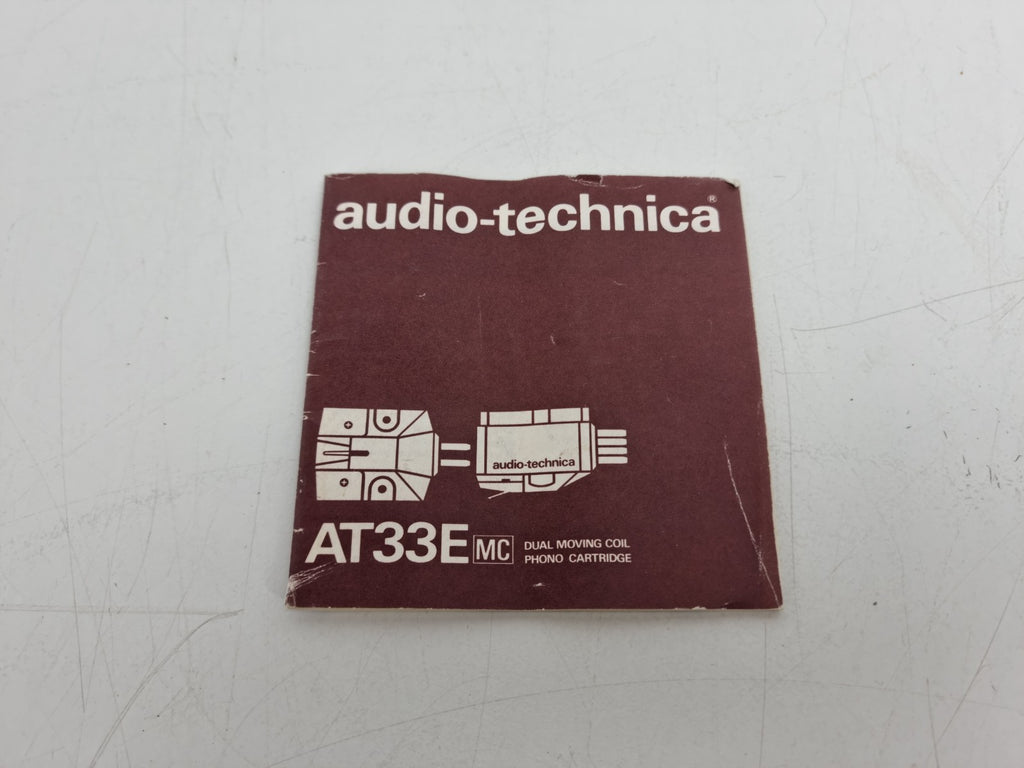 audio-technica®
audio-technica
AT33E MC DUAL MOVING COIL
PHONO CARTRIDGE